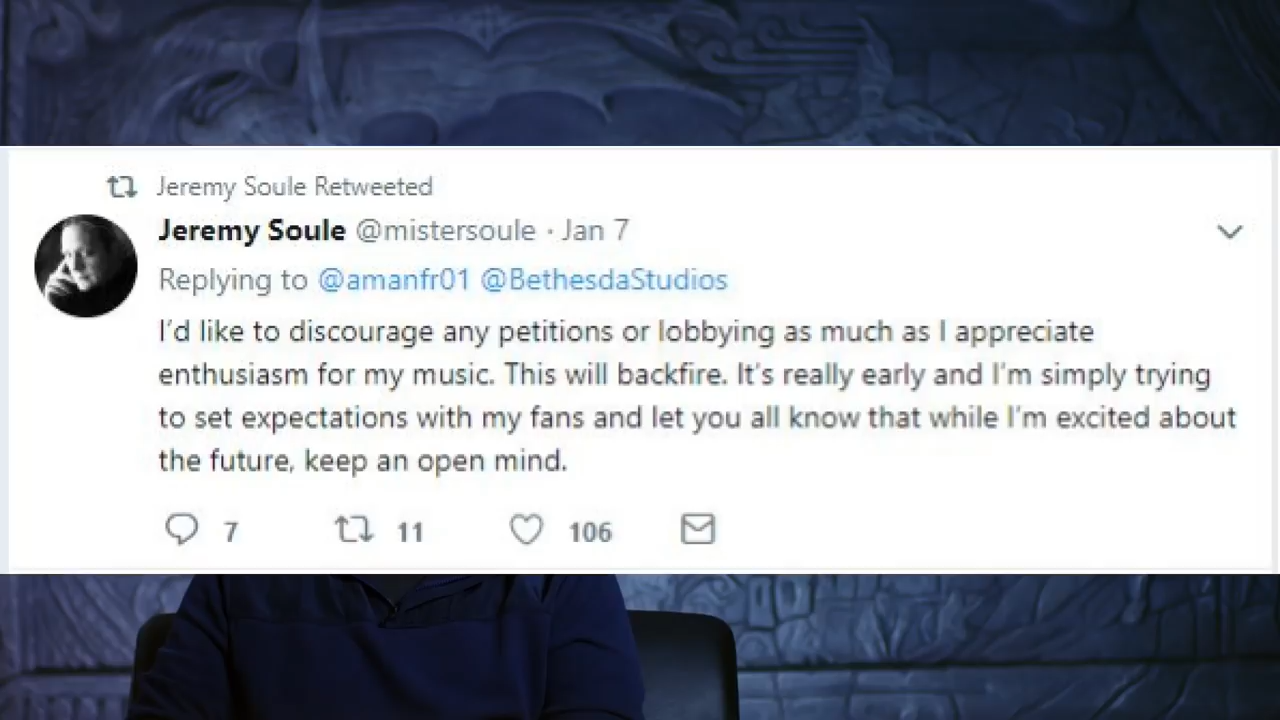 Jeremy Soule Retweeted
Jeremy Soule @mistersoule · Jan 7
Replying to @amanfr01 @BethesdaStudios
I'd like to discourage any petitions or lobbying as much as I appreciate
enthusiasm for my music. This will backfire. It's really early and I'm simply trying
to set expectations with my fans and let you all know that while I'm excited about
the future, keep an open mind.
7 11 106